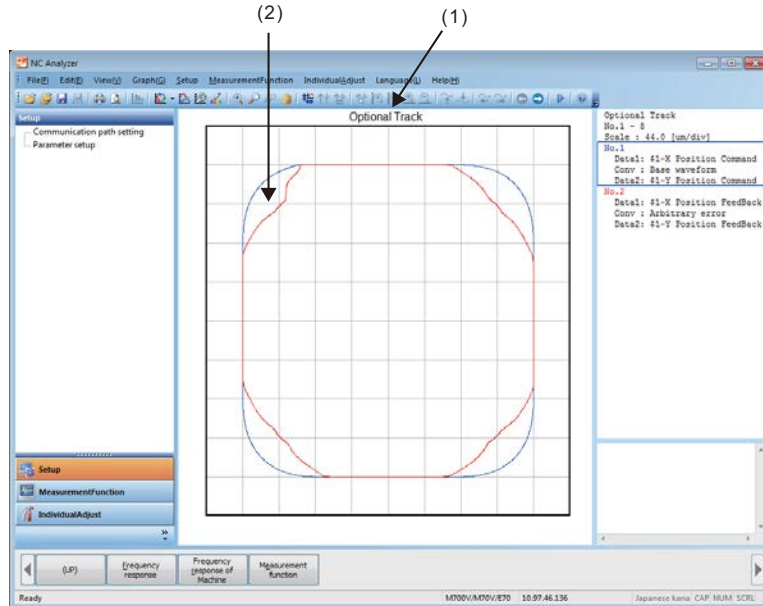 (2)
(1)
NC Analyzer
File(F) Edit(E) View(V) Graph(G) Setup MeasurementFunction IndividualAdjust Language(L) Help(H)
Setup
Communication path setting
Parameter setup
Optional Track
Optional Track
No.1 - 8
Scale : 44.0 [um/div]
No.1
Data1: #1-X Position Command
Conv : Base waveform
Data2: #1-Y Position Command
No.2
Data1: #1-X Position FeedBack
Conv : Arbitrary error
Data2: #1-Y Position FeedBack
Setup
MeasurementFunction
IndividualAdjust
(UP)
Frequency
response
Frequency
response of
Machine
Measurement
function
Ready
M700V/M70V/E70 10.97.46.136 Japanese kana CAP NUM SCRL